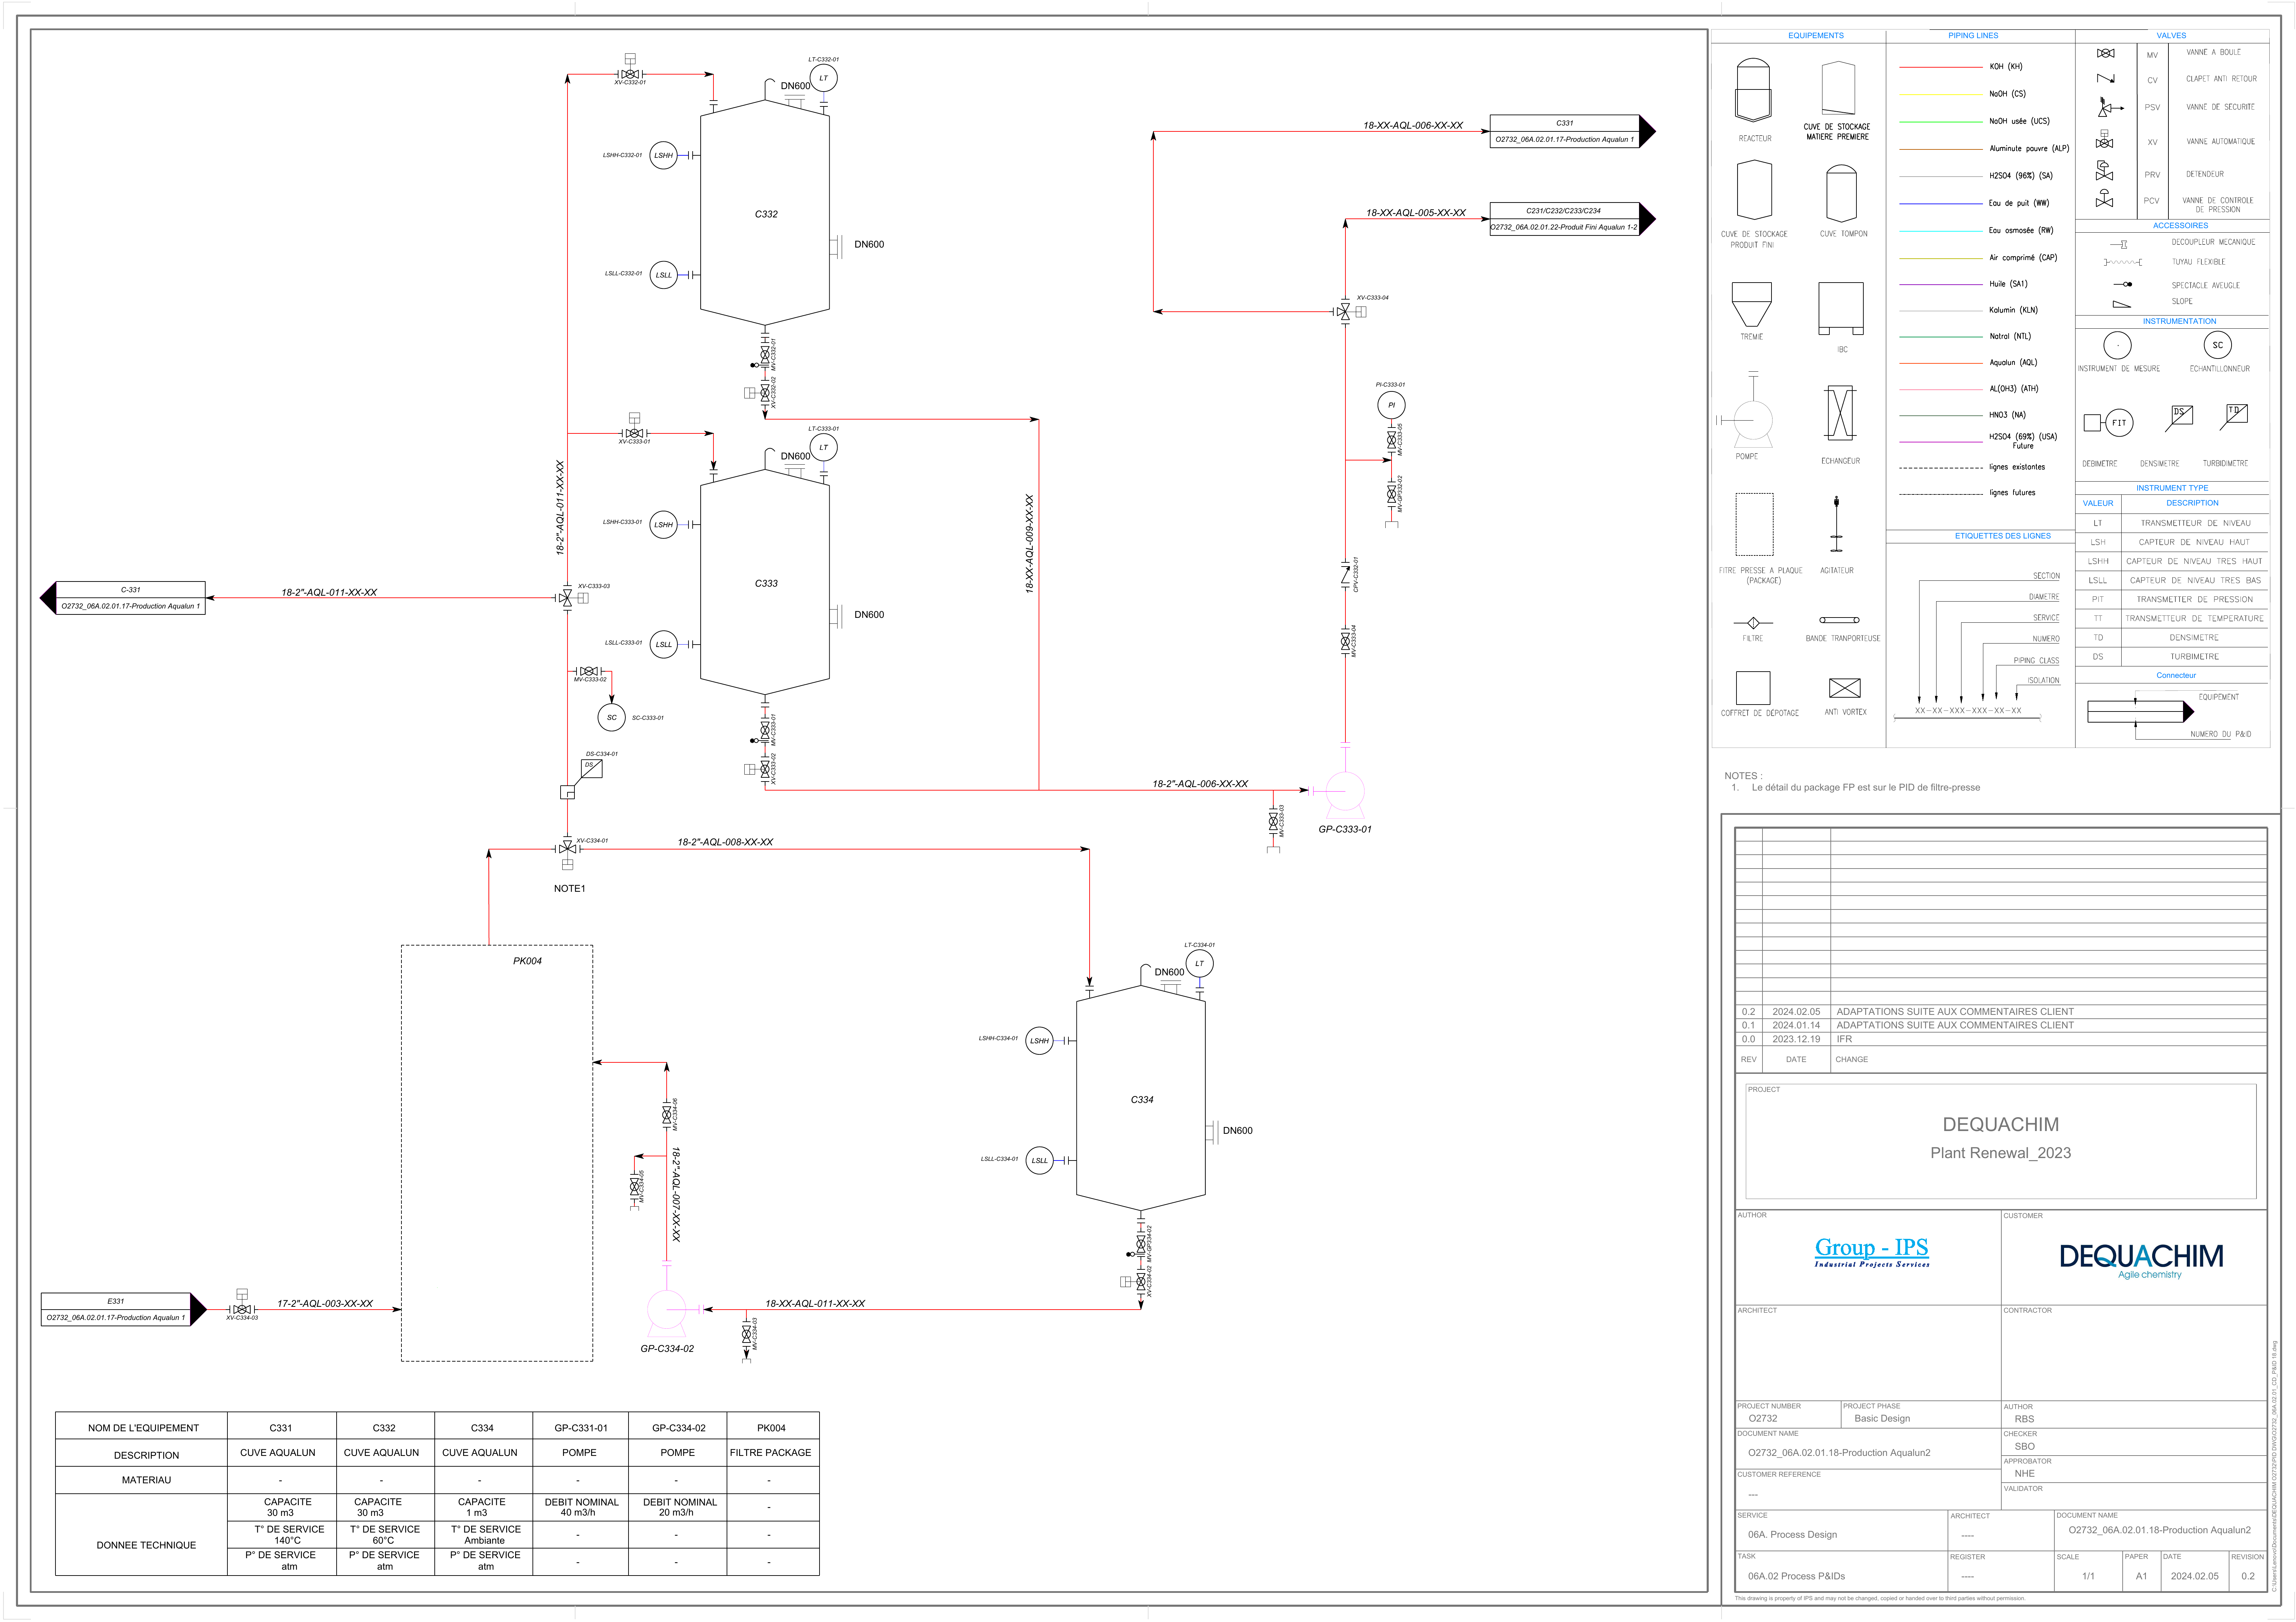 LT-C332-01
LT
DN600
XV-C332-01
LSHH-C332-01
LSHH
C332
DN600
LSLL-C332-01
LSLL
MV-C332-01
XV-C332-02
18-XX-AQL-006-XX-XX
C331
O2732_06A.02.01.17-Production Aqualun 1
18-XX-AQL-005-XX-XX
C231/C232/C233/C234
O2732_06A.02.01.22-Produit Fini Aqualun 1-2
XV-C333-04
PI-C333-01
PI
MV-C333-05
MV-GP332-02
CPV-C332-01
MV-C333-04
XV-C333-01
LT-C333-01
LT
DN600
18-2"-AQL-011-XX-XX
LSHH-C333-01
LSHH
18-XX-AQL-009-XX-XX
C333
DN600
LSLL-C333-01
LSLL
C-331
O2732_06A.02.01.17-Production Aqualun 1
18-2"-AQL-011-XX-XX
XV-C333-03
MV-C333-02
SC
SC-C333-01
MV-C333-01
XV-C333-02
DS-C334-01
DS
18-2"-AQL-006-XX-XX
MV-C333-03
GP-C333-01
XV-C334-01
18-2"-AQL-008-XX-XX
NOTE1
PK004
LT-C334-01
LT
DN600
LSHH-C334-01
LSHH
C334
DN600
LSLL-C334-01
LSLL
MV-C334-06
18-2"-AQL-007-XX-XX
MV-C334-05
MV-GP334-02
XV-C334-02
E331
O2732_06A.02.01.17-Production Aqualun 1
XV-C334-03
17-2"-AQL-003-XX-XX
18-XX-AQL-011-XX-XX
MV-C334-03
GP-C334-02
NOM DE L'EQUIPEMENT C331 C332 C334 GP-C331-01 GP-C334-02 PK004
DESCRIPTION CUVE AQUALUN CUVE AQUALUN CUVE AQUALUN POMPE POMPE FILTRE PACKAGE
MATERIAU - - - - - -
DONNEE TECHNIQUE
CAPACITE CAPACITE CAPACITE DEBIT NOMINAL DEBIT NOMINAL -
30 m3 30 m3 1 m3 40 m3/h 20 m3/h
T° DE SERVICE T° DE SERVICE T° DE SERVICE - - -
140°C 60°C Ambiante
P° DE SERVICE P° DE SERVICE P° DE SERVICE - - -
atm atm atm
EQUIPEMENTS
REACTEUR
CUVE DE STOCKAGE
MATIERE PREMIERE
CUVE DE STOCKAGE
PRODUIT FINI
CUVE TOMPON
TREMIE
IBC
POMPE
ECHANGEUR
FITRE PRESSE A PLAQUE
(PACKAGE)
AGITATEUR
FILTRE
BANDE TRANPORTEUSE
COFFRET DE DEPOTAGE
ANTI VORTEX
PIPING LINES
KOH (KH)
NaOH (CS)
NaOH usée (UCS)
Aluminute pauvre (ALP)
H2SO4 (96%) (SA)
Eau de puit (WW)
Eau osmosée (RW)
Air comprimé (CAP)
Huile (SA1)
Kalumin (KLN)
Natral (NTL)
Aqualun (AQL)
AL(OH3) (ATH)
HNO3 (NA)
H2SO4 (69%) (USA)
Future
lignes existantes
lignes futures
ETIQUETTES DES LIGNES
SECTION
DIAMETRE
SERVICE
NUMERO
PIPING CLASS
ISOLATION
XX-XX-XXX-XXX-XX-XX
VALVES
MV VANNE A BOULE
CV CLAPET ANTI RETOUR
PSV VANNE DE SECURITE
XV VANNE AUTOMATIQUE
PRV DETENDEUR
PCV VANNE DE CONTROLE
DE PRESSION
ACCESSOIRES
DECOUPLEUR MECANIQUE
TUYAU FLEXIBLE
SPECTACLE AVEUGLE
SLOPE
INSTRUMENTATION
SC
INSTRUMENT DE MESURE ECHANTILLONNEUR
FIT DS TD
DEBIMETRE DENSIMETRE TURBIDIMETRE
INSTRUMENT TYPE
VALEUR DESCRIPTION
LT TRANSMETTEUR DE NIVEAU
LSH CAPTEUR DE NIVEAU HAUT
LSHH CAPTEUR DE NIVEAU TRES HAUT
LSLL CAPTEUR DE NIVEAU TRES BAS
PIT TRANSMETTER DE PRESSION
TT TRANSMETTEUR DE TEMPERATURE
TD DENSIMETRE
DS TURBIMETRE
Connecteur
EQUIPEMENT
NUMERO DU P&ID
NOTES :
1. Le détail du package FP est sur le PID de filtre-presse
0.2 2024.02.05 ADAPTATIONS SUITE AUX COMMENTAIRES CLIENT
0.1 2024.01.14 ADAPTATIONS SUITE AUX COMMENTAIRES CLIENT
0.0 2023.12.19 IFR
REV DATE CHANGE
PROJECT
DEQUACHIM
Plant Renewal_2023
AUTHOR
Group - IPS
Industrial Projects Services
CUSTOMER
DEQUACHIM
Agile chemistry
ARCHITECT
CONTRACTOR
PROJECT NUMBER
O2732
PROJECT PHASE
Basic Design
AUTHOR
RBS
DOCUMENT NAME
O2732_06A.02.01.18-Production Aqualun2
CHECKER
SBO
APPROBATOR
NHE
CUSTOMER REFERENCE
---
VALIDATOR
SERVICE
06A. Process Design
ARCHITECT
----
DOCUMENT NAME
O2732_06A.02.01.18-Production Aqualun2
TASK
06A.02 Process P&IDs
REGISTER
----
SCALE
1/1
PAPER
A1
DATE
2024.02.05
REVISION
0.2
This drawing is property of IPS and may not be changed, copied or handed over to third parties without permission.